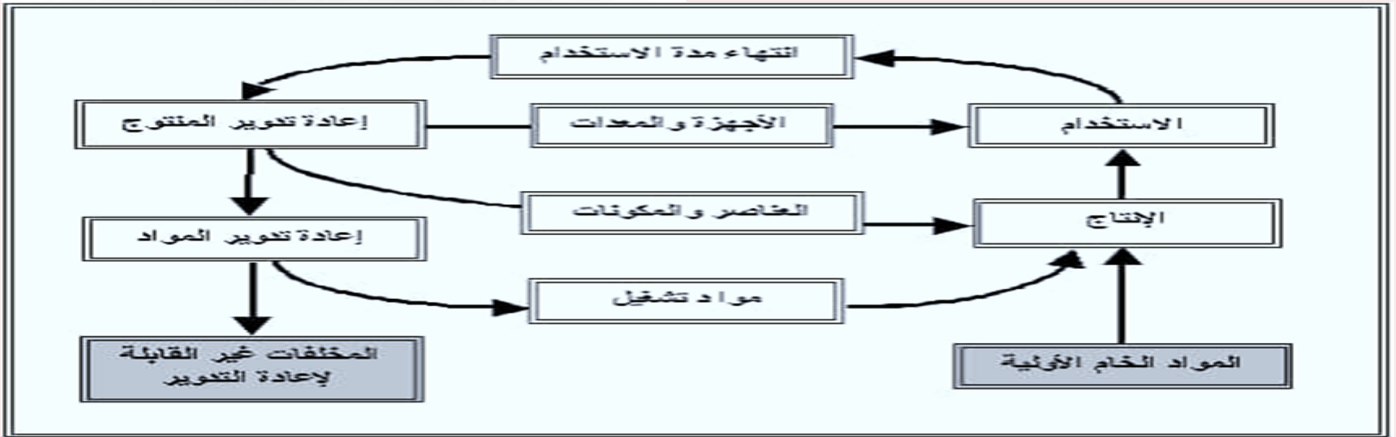 انتهاء مدة الاستخدام
الاستخدام
الأجهزة والمعدات
إعادة تدوير المنتوج
الإنتاج
العناصر والمكونات
إعادة تدوير المواد
مواد تشغيل
المواد الخام الأولية
المخلفات غير القابلة
لإعادة التدوير